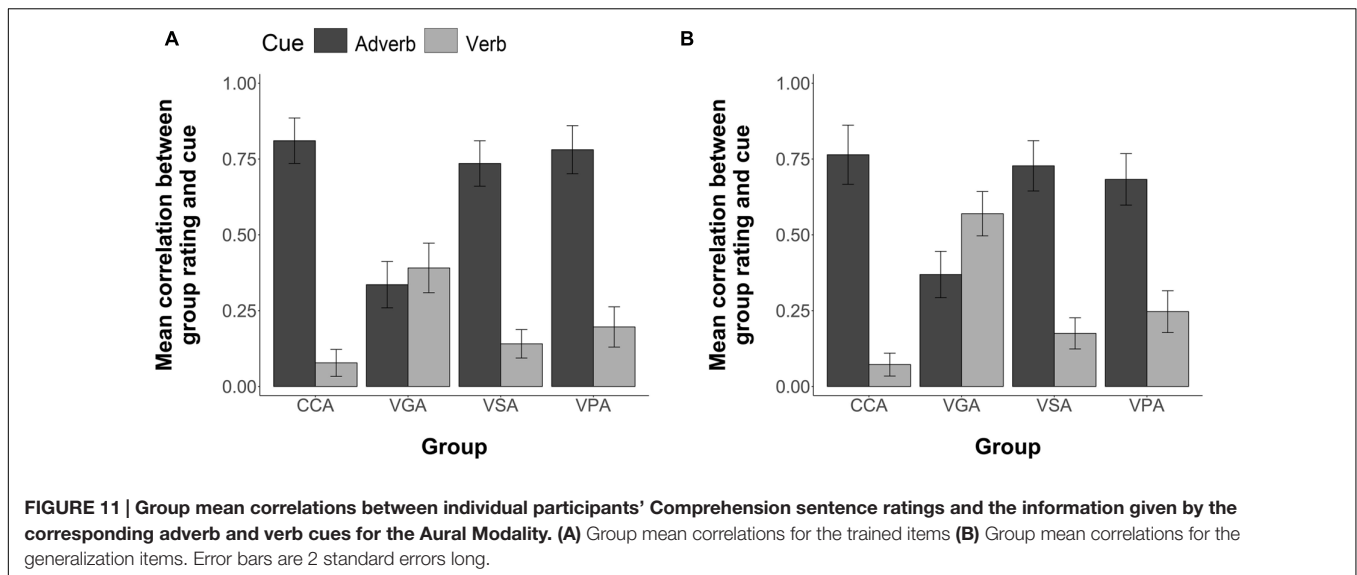 A
Cue Adverb Verb
B
Mean correlation between
group rating and cue
1.00
0.75
0.50
0.25
0.00
CCA VGA VSA VPA
Group
Mean correlation between
group rating and cue
1.00
0.75
0.50
0.25
0.00
CCA VGA VSA VPA
Group
FIGURE 11 | Group mean correlations between individual participants’ Comprehension sentence ratings and the information given by the
corresponding adverb and verb cues for the Aural Modality. (A) Group mean correlations for the trained items (B) Group mean correlations for the
generalization items. Error bars are 2 standard errors long.